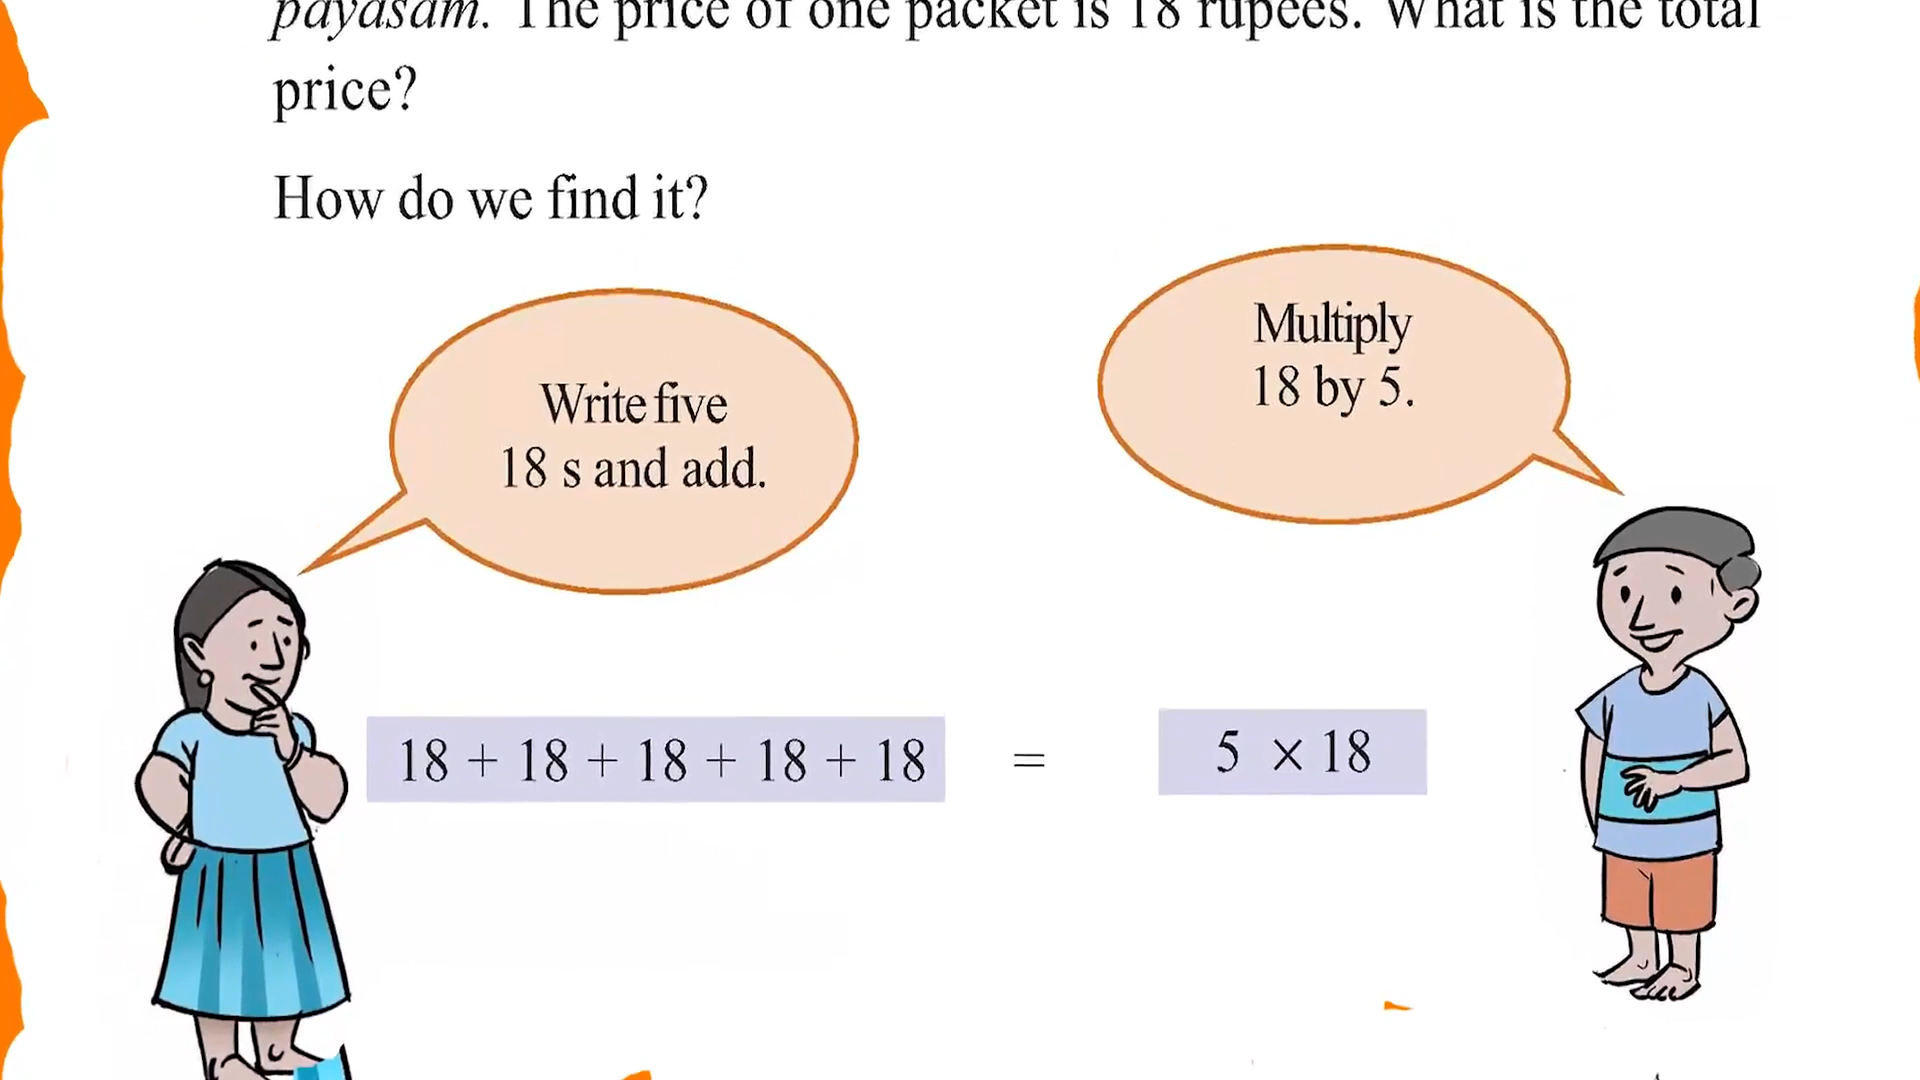 payasam. The price of one packet is 18 rupees. What is the total
price?
How do we find it?
Multiply
18 by 5.
Write five
18 s and add.
18 + 18 + 18 + 18 + 18 = 5 × 18